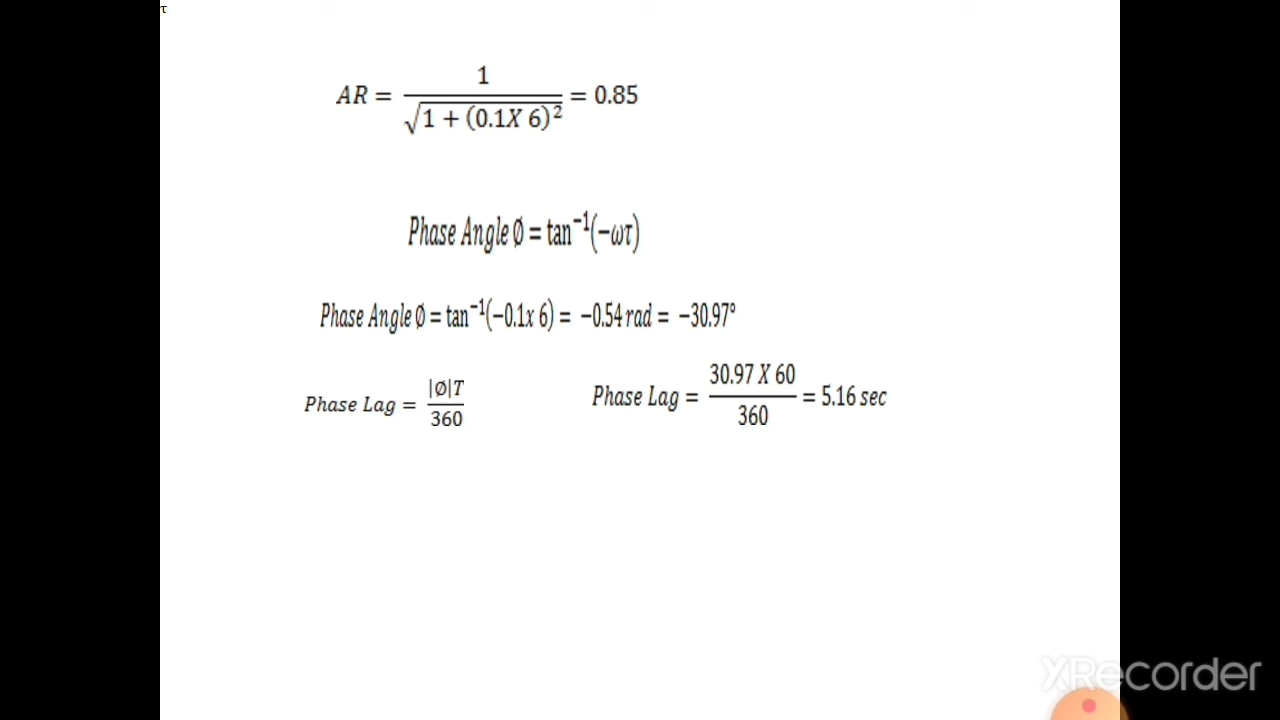 τ
AR = 1 / √1 + (0.1X 6)² = 0.85
Phase Angle ∅ = tan⁻¹(−ωτ)
Phase Angle ∅ = tan⁻¹(−0.1x 6) = −0.54 rad = −30.97°
Phase Lag = |∅|T / 360
Phase Lag = 30.97 X 60 / 360 = 5.16 sec
XRecorder